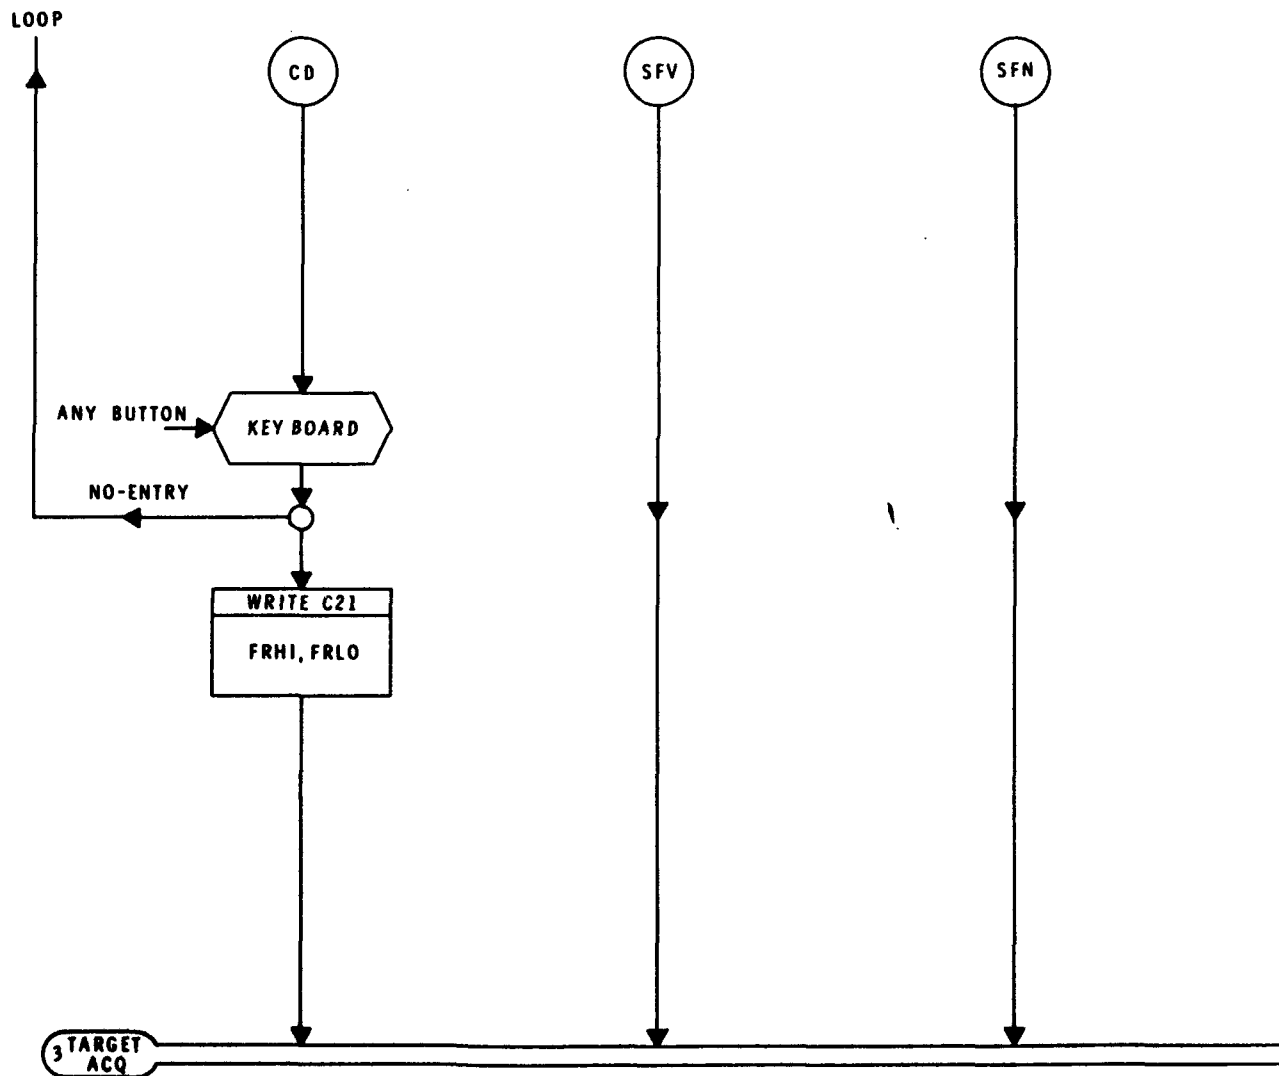 LOOP
CD
SFV
SFN
ANY BUTTON
KEY BOARD
NO-ENTRY
WRITE C21
FRHI, FRLO
3 TARGET
ACQ